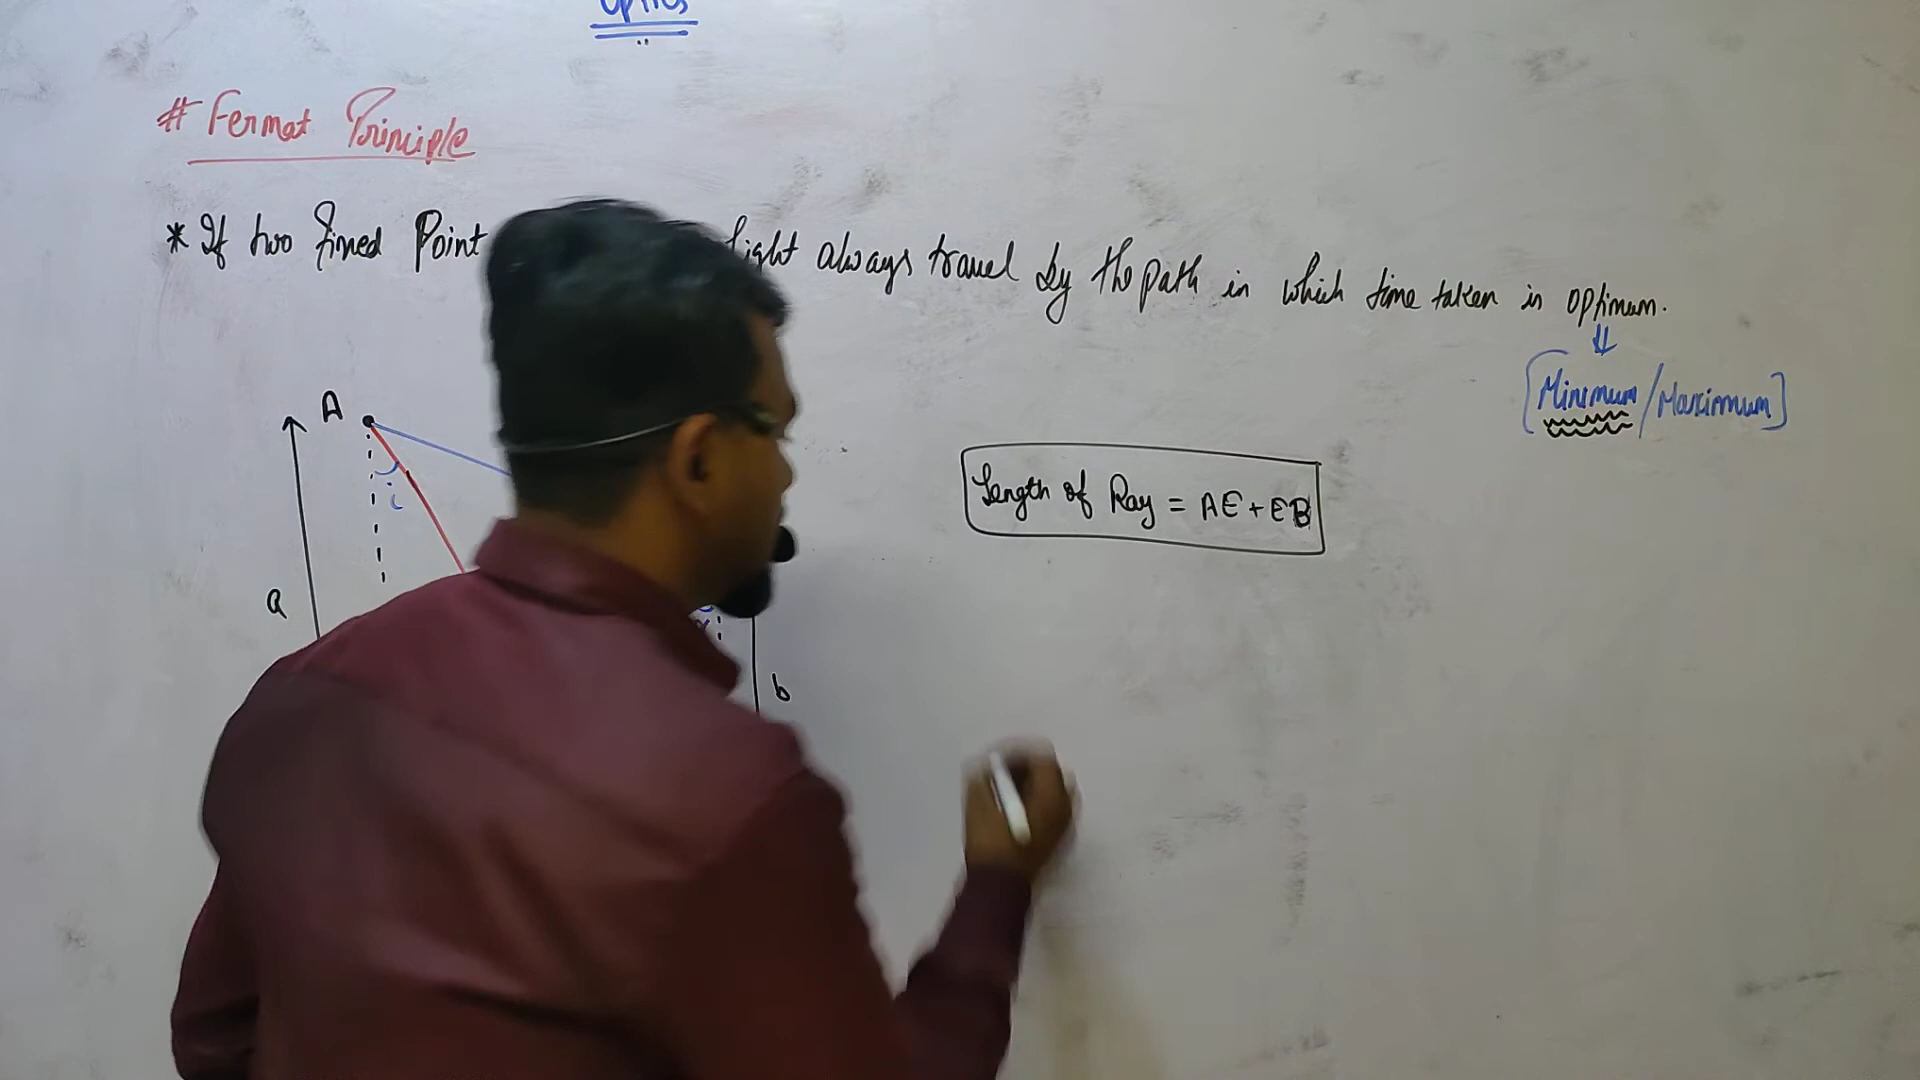 Optics
# Fermat Principle
* If two fixed Point light always travel by the path in which time taken is optimum.
[Minimum/Maximum]
A
i
Length of Ray = AE + EB
a
b